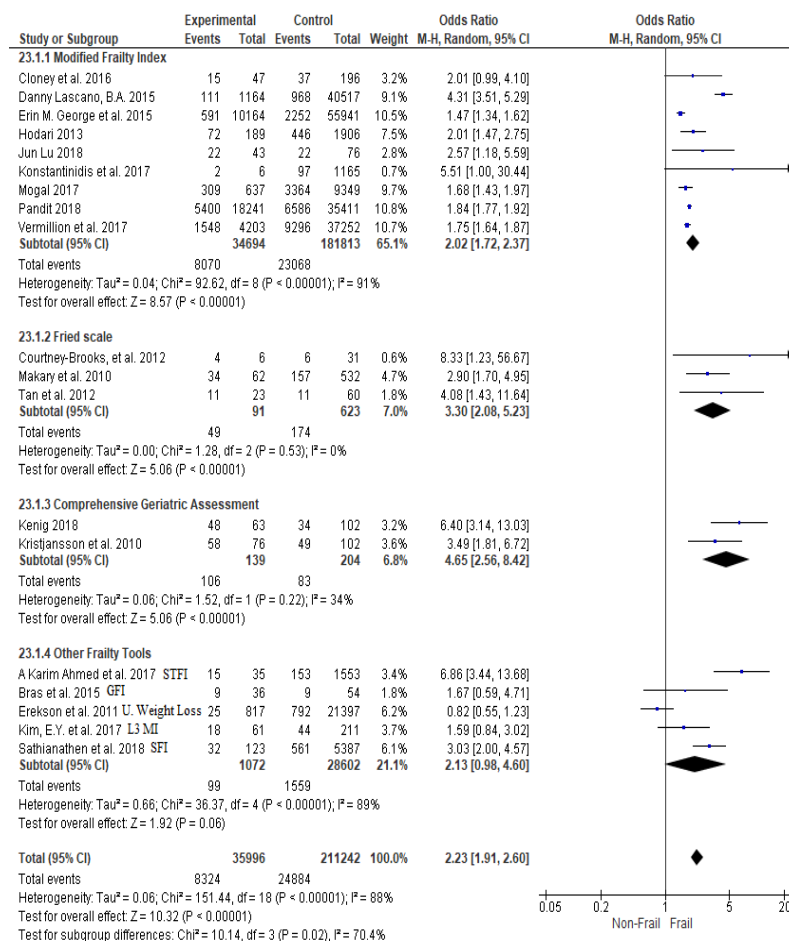 Experimental Control Odds Ratio Odds Ratio
Study or Subgroup Events Total Events Total Weight M-H, Random, 95% CI M-H, Random, 95% CI
23.1.1 Modified Frailty Index
Cloney et al. 2016 15 47 37 196 3.2% 2.01 [0.99, 4.10]
Danny Lascano, B.A. 2015 111 1164 968 40517 9.1% 4.31 [3.51, 5.29]
Erin M. George et al. 2015 591 10164 2252 55941 10.5% 1.47 [1.34, 1.62]
Hodari 2013 72 189 446 1906 8.0% 2.01 [1.47, 2.75]
Jun Lu 2018 22 43 22 76 2.8% 2.57 [1.18, 5.59]
Konstantinidis et al. 2017 2 6 97 1165 0.8% 5.51 [1.00, 30.44]
Mogal 2017 309 637 3364 9349 9.7% 1.68 [1.43, 1.97]
Pandit 2018 5400 18241 6586 35411 10.8% 1.84 [1.77, 1.92]
Vermillion et al. 2017 1548 4203 9296 37252 10.7% 1.75 [1.64, 1.87]
Subtotal (95% CI) 34694 181813 65.1% 2.02 [1.72, 2.37]
Total events 8070 23068
Heterogeneity: Tau² = 0.04; Chi² = 92.62, df = 8 (P < 0.00001); I² = 91%
Test for overall effect: Z = 8.57 (P < 0.00001)
23.1.2 Fried scale
Courtney-Brooks, et al. 2012 4 6 6 31 0.6% 8.33 [1.23, 56.67]
Makary et al. 2010 34 62 157 532 4.7% 2.90 [1.70, 4.95]
Tan et al. 2012 11 23 11 60 1.8% 4.08 [1.43, 11.64]
Subtotal (95% CI) 91 623 7.0% 3.30 [2.08, 5.23]
Total events 49 174
Heterogeneity: Tau² = 0.00; Chi² = 1.28, df = 2 (P = 0.53); I² = 0%
Test for overall effect: Z = 5.06 (P < 0.00001)
23.1.3 Comprehensive Geriatric Assessment
Kenig 2018 48 63 34 102 3.2% 6.40 [3.14, 13.03]
Kristjansson et al. 2010 58 76 49 102 3.6% 3.49 [1.81, 6.72]
Subtotal (95% CI) 139 204 6.8% 4.65 [2.56, 8.42]
Total events 106 83
Heterogeneity: Tau² = 0.06; Chi² = 1.52, df = 1 (P = 0.22); I² = 34%
Test for overall effect: Z = 5.06 (P < 0.00001)
23.1.4 Other Frailty Tools
A Karim Ahmed et al. 2017 STFI 15 35 153 1553 3.4% 6.86 [3.44, 13.68]
Bras et al. 2015 GFI 9 36 9 54 1.8% 1.67 [0.59, 4.71]
Erekson et al. 2011 U. Weight Loss 25 817 792 21397 6.2% 0.82 [0.55, 1.23]
Kim, E.Y. et al. 2017 L3 MI 18 61 44 211 3.7% 1.59 [0.84, 3.02]
Sathianathen et al. 2018 SFI 32 123 561 5387 6.1% 3.03 [2.00, 4.57]
Subtotal (95% CI) 1072 28602 21.1% 2.13 [0.98, 4.60]
Total events 99 1559
Heterogeneity: Tau² = 0.66; Chi² = 36.37, df = 4 (P < 0.00001); I² = 89%
Test for overall effect: Z = 1.92 (P = 0.06)
Total (95% CI) 35996 211242 100.0% 2.23 [1.91, 2.60]
Total events 8324 24884
Heterogeneity: Tau² = 0.06; Chi² = 151.44, df = 18 (P < 0.00001); I² = 88%
Test for overall effect: Z = 10.32 (P < 0.00001)
Test for subgroup differences: Chi² = 10.14, df = 3 (P = 0.02), I² = 70.4%
0.05 0.2 1 5 20
Non-Frail Frail